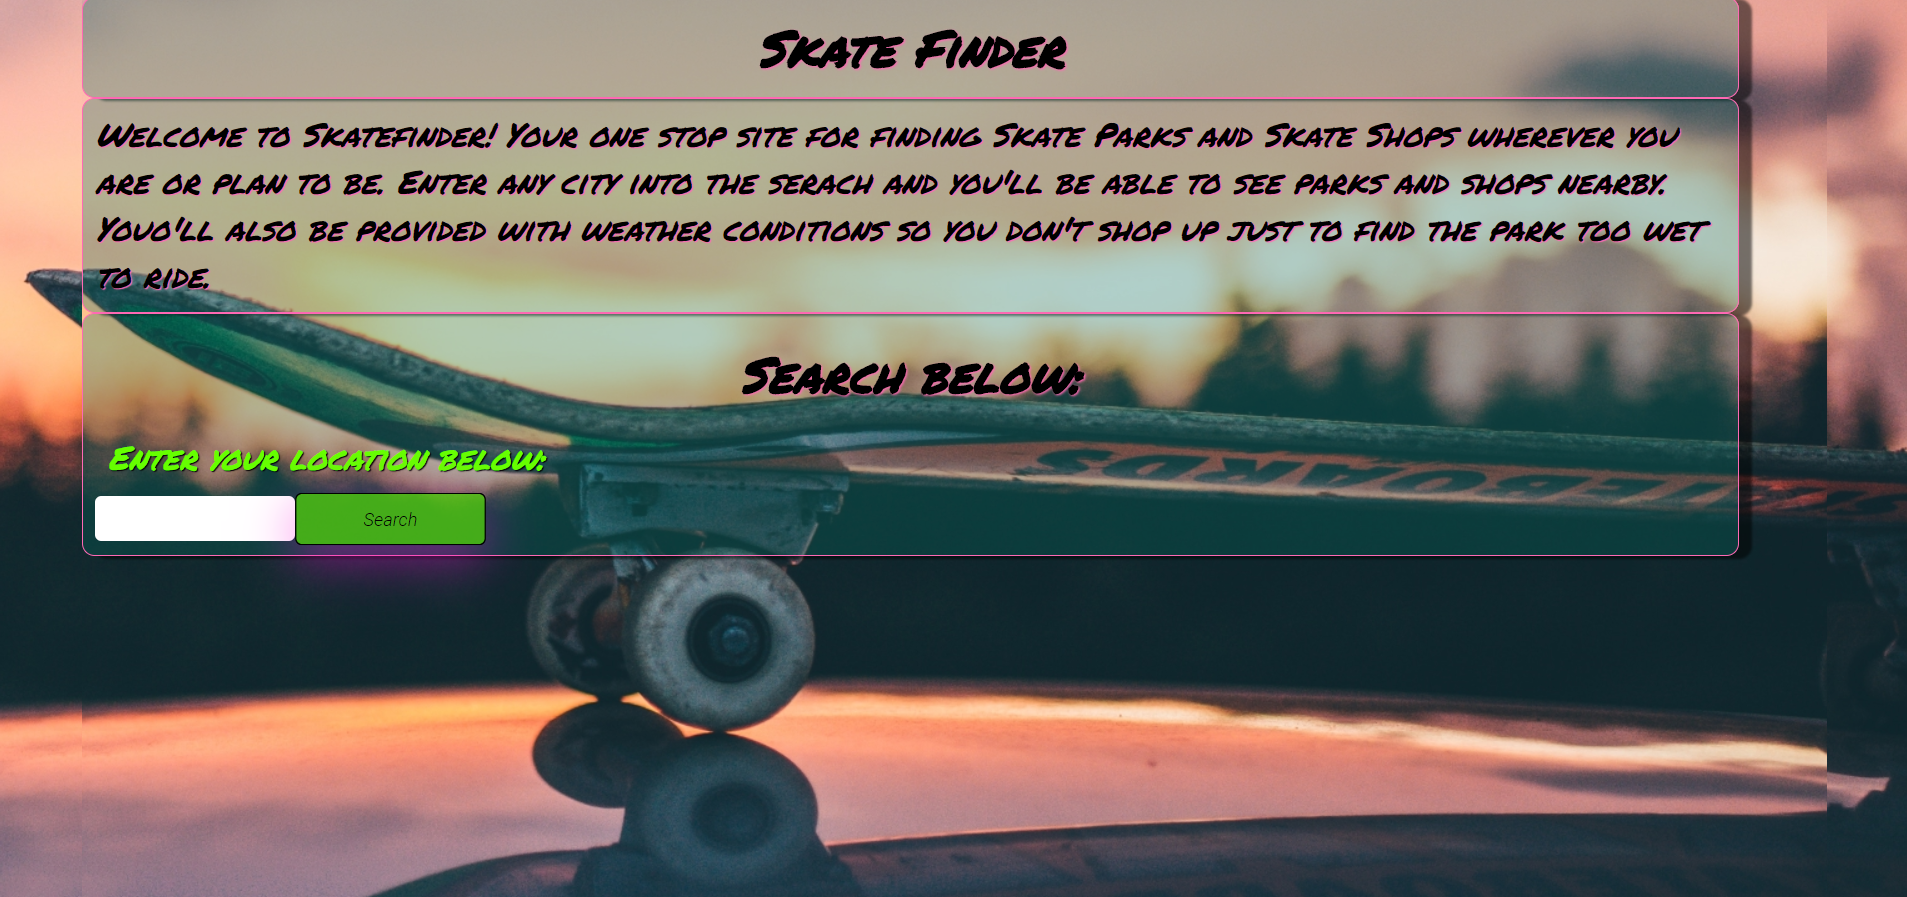 Skate Finder
Welcome to Skatefinder! Your one stop site for finding Skate Parks and Skate Shops wherever you
are or plan to be. Enter any city into the serach and you'll be able to see parks and shops nearby.
Youo'll also be provided with weather conditions so you don't shop up just to find the park too wet
to ride.
Search below:
Enter your location below:
Search